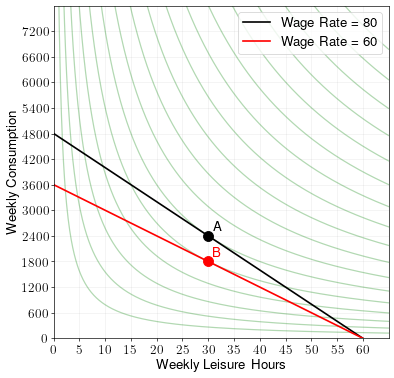 Wage Rate = 80
Wage Rate = 60
7200
6600
6000
5400
4800
4200
3600
3000
2400
1800
1200
600
0
Weekly Consumption
A
B
0 5 10 15 20 25 30 35 40 45 50 55 60
Weekly Leisure Hours